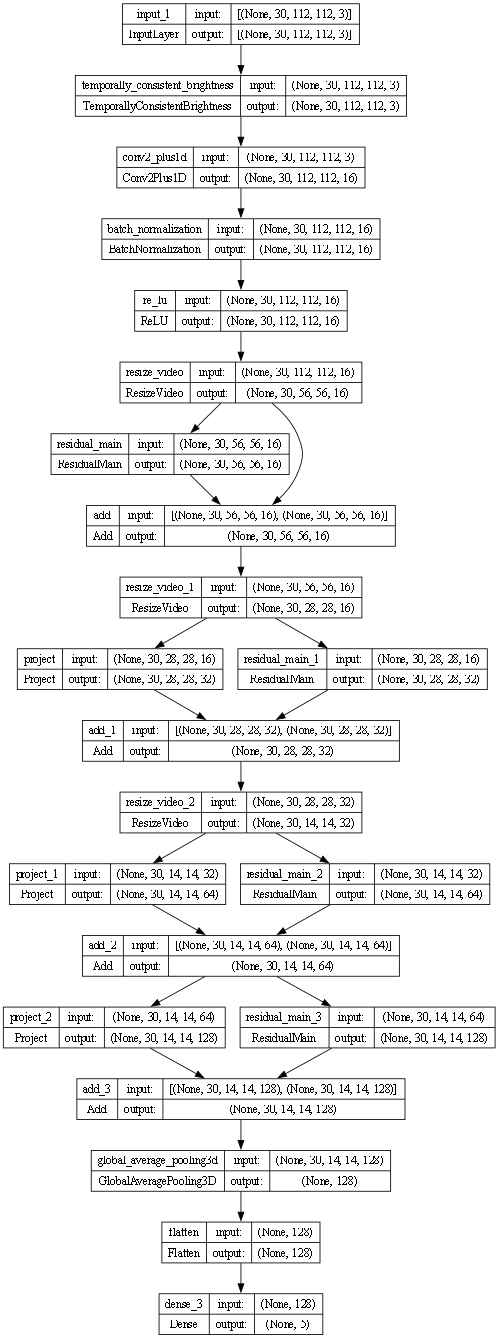 input_1 input: [(None, 30, 112, 112, 3)]
InputLayer output: [(None, 30, 112, 112, 3)]
temporally_consistent_brightness input: (None, 30, 112, 112, 3)
TemporallyConsistentBrightness output: (None, 30, 112, 112, 3)
conv2_plus1d input: (None, 30, 112, 112, 3)
Conv2Plus1D output: (None, 30, 112, 112, 16)
batch_normalization input: (None, 30, 112, 112, 16)
BatchNormalization output: (None, 30, 112, 112, 16)
re_lu input: (None, 30, 112, 112, 16)
ReLU output: (None, 30, 112, 112, 16)
resize_video input: (None, 30, 112, 112, 16)
ResizeVideo output: (None, 30, 56, 56, 16)
residual_main input: (None, 30, 56, 56, 16)
ResidualMain output: (None, 30, 56, 56, 16)
add input: [(None, 30, 56, 56, 16), (None, 30, 56, 56, 16)]
Add output: (None, 30, 56, 56, 16)
resize_video_1 input: (None, 30, 56, 56, 16)
ResizeVideo output: (None, 30, 28, 28, 16)
project input: (None, 30, 28, 28, 16)
Project output: (None, 30, 28, 28, 32)
residual_main_1 input: (None, 30, 28, 28, 16)
ResidualMain output: (None, 30, 28, 28, 32)
add_1 input: [(None, 30, 28, 28, 32), (None, 30, 28, 28, 32)]
Add output: (None, 30, 28, 28, 32)
resize_video_2 input: (None, 30, 28, 28, 32)
ResizeVideo output: (None, 30, 14, 14, 32)
project_1 input: (None, 30, 14, 14, 32)
Project output: (None, 30, 14, 14, 64)
residual_main_2 input: (None, 30, 14, 14, 32)
ResidualMain output: (None, 30, 14, 14, 64)
add_2 input: [(None, 30, 14, 14, 64), (None, 30, 14, 14, 64)]
Add output: (None, 30, 14, 14, 64)
project_2 input: (None, 30, 14, 14, 64)
Project output: (None, 30, 14, 14, 128)
residual_main_3 input: (None, 30, 14, 14, 64)
ResidualMain output: (None, 30, 14, 14, 128)
add_3 input: [(None, 30, 14, 14, 128), (None, 30, 14, 14, 128)]
Add output: (None, 30, 14, 14, 128)
global_average_pooling3d input: (None, 30, 14, 14, 128)
GlobalAveragePooling3D output: (None, 128)
flatten input: (None, 128)
Flatten output: (None, 128)
dense_3 input: (None, 128)
Dense output: (None, 5)